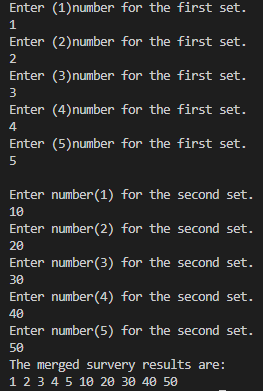 Enter (1)number for the first set.
1
Enter (2)number for the first set.
2
Enter (3)number for the first set.
3
Enter (4)number for the first set.
4
Enter (5)number for the first set.
5

Enter number(1) for the second set.
10
Enter number(2) for the second set.
20
Enter number(3) for the second set.
30
Enter number(4) for the second set.
40
Enter number(5) for the second set.
50
The merged survery results are:
1 2 3 4 5 10 20 30 40 50